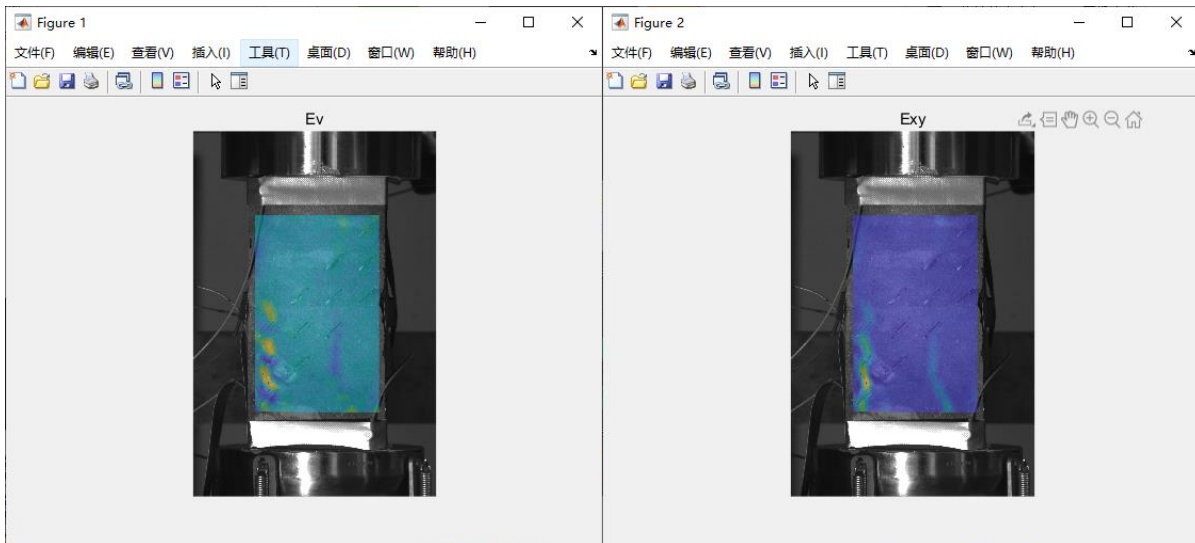 Figure 1
文件(F) 编辑(E) 查看(V) 插入(I) 工具(T) 桌面(D) 窗口(W) 帮助(H)
Ev
Figure 2
文件(F) 编辑(E) 查看(V) 插入(I) 工具(T) 桌面(D) 窗口(W) 帮助(H)
Exy